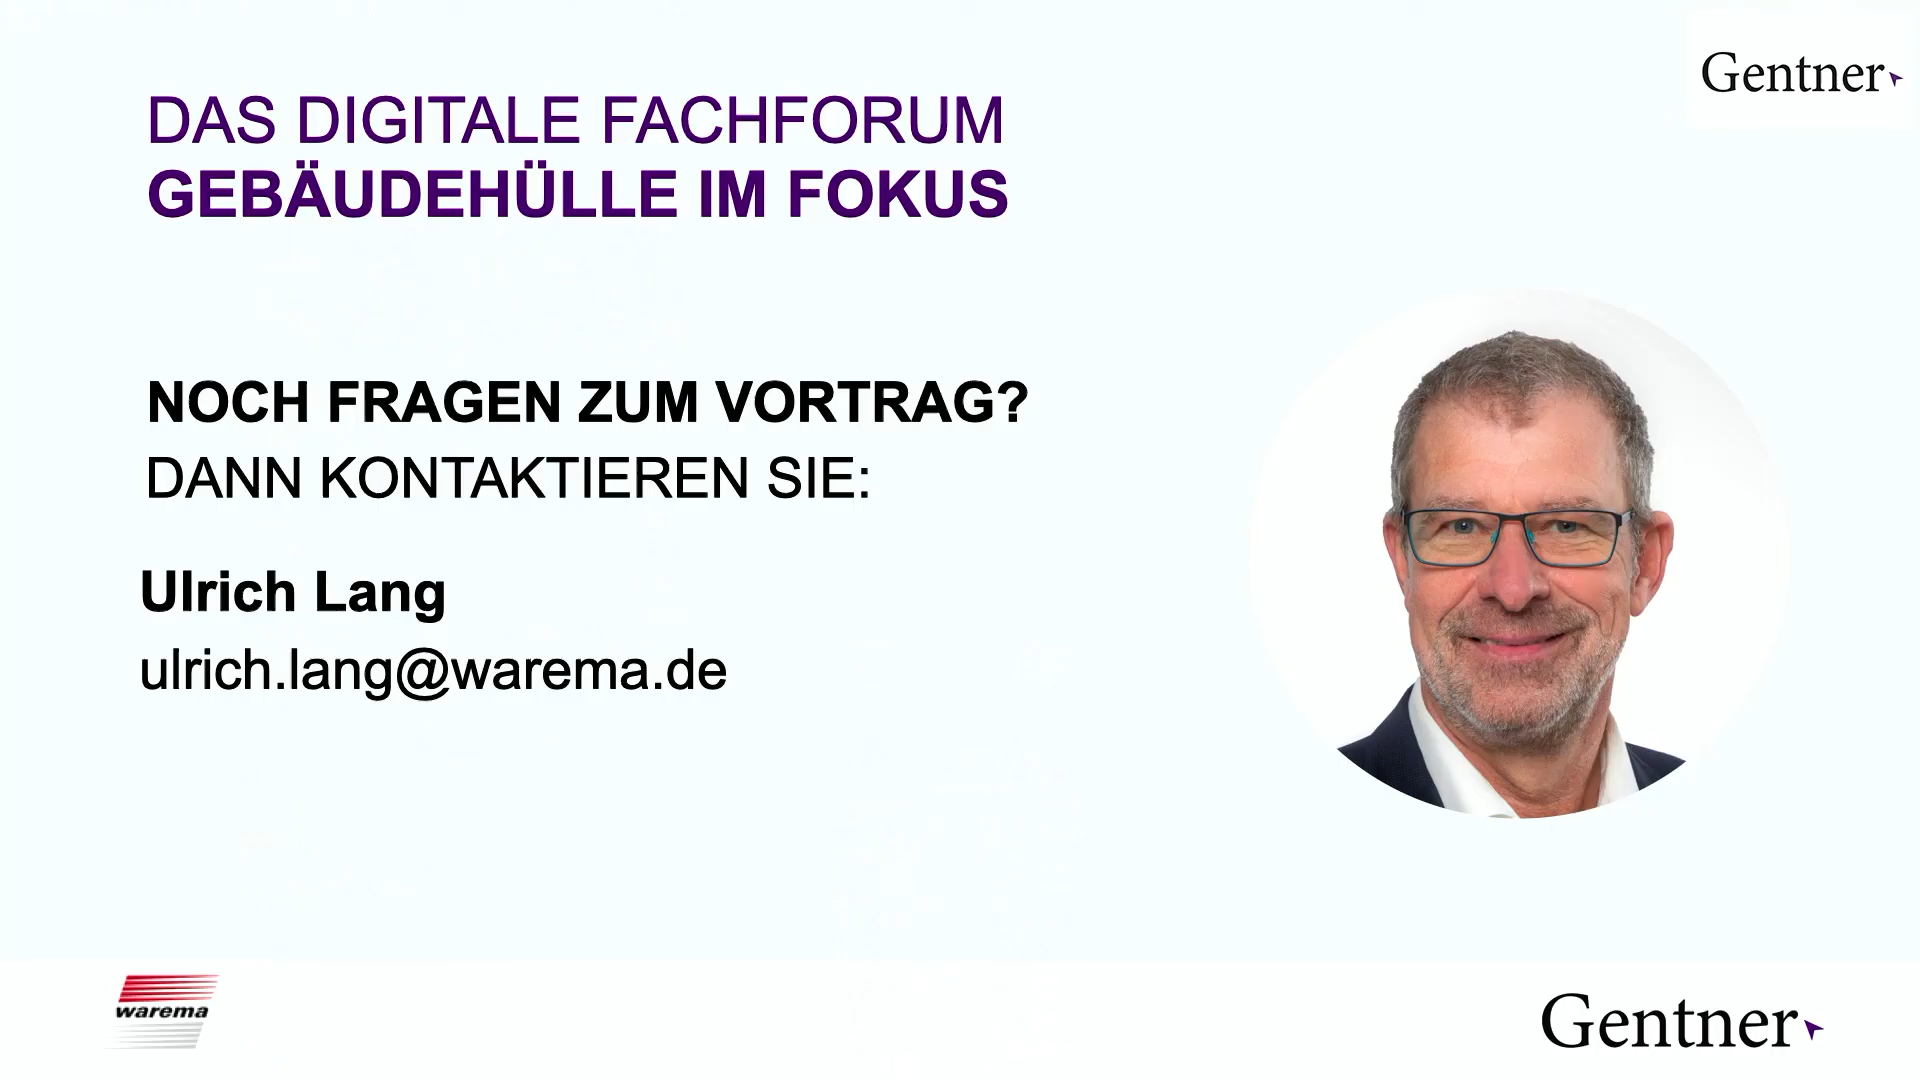 Gentner
DAS DIGITALE FACHFORUM
GEBÄUDEHÜLLE IM FOKUS
NOCH FRAGEN ZUM VORTRAG?
DANN KONTAKTIEREN SIE:
Ulrich Lang
ulrich.lang@warema.de
warema
Gentner